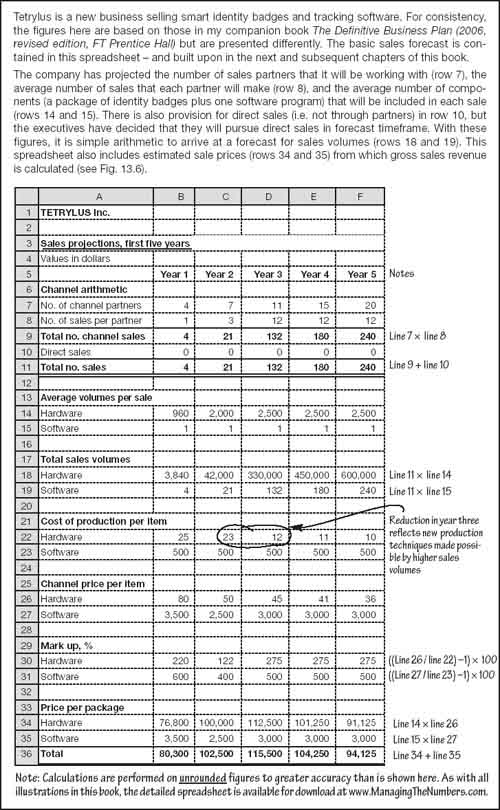 Tetrylus is a new business selling smart identity badges and tracking software. For consistency,
the figures here are based on those in my companion book The Definitive Business Plan (2006,
revised edition, FT Prentice Hall) but are presented differently. The basic sales forecast is con-
tained in this spreadsheet – and built upon in the next and subsequent chapters of this book.
The company has projected the number of sales partners that it will be working with (row 7), the
average number of sales that each partner will make (row 8), and the average number of compo-
nents (a package of identity badges plus one software program) that will be included in each sale
(rows 14 and 15). There is also provision for direct sales (i.e. not through partners) in row 10, but
the executives have decided that they will pursue direct sales in forecast timeframe. With these
figures, it is simple arithmetic to arrive at a forecast for sales volumes (rows 18 and 19). This
spreadsheet also includes estimated sale prices (rows 34 and 35) from which gross sales revenue
is calculated (see Fig. 13.6).
A B C D E F
1 TETRYLUS Inc.
2
3 Sales projections, first five years
4 Values in dollars
5 Year 1 Year 2 Year 3 Year 4 Year 5 Notes
6 Channel arithmetic
7 No. of channel partners 4 7 11 15 20
8 No. of sales per partner 1 3 12 12 12
9 Total no. channel sales 4 21 132 180 240 Line 7 × line 8
10 Direct sales 0 0 0 0 0
11 Total no. sales 4 21 132 180 240 Line 9 + line 10
12
13 Average volumes per sale
14 Hardware 960 2,000 2,500 2,500 2,500
15 Software 1 1 1 1 1
16
17 Total sales volumes
18 Hardware 3,840 42,000 330,000 450,000 600,000 Line 11 × line 14
19 Software 4 21 132 180 240 Line 11 × line 15
20
21 Cost of production per item Reduction in year three
22 Hardware 25 23 12 11 10 reflects new production
23 Software 500 500 500 500 500 techniques made possi-
24 ble by higher sales
25 Channel price per item volumes
26 Hardware 80 50 45 41 36
27 Software 3,500 2,500 3,000 3,000 3,000
28
29 Mark up, %
30 Hardware 220 122 275 275 275 ((Line 26 / line 22) –1) × 100
31 Software 600 400 500 500 500 ((Line 27 / line 23) –1) × 100
32
33 Price per package
34 Hardware 76,800 100,000 112,500 101,250 91,125 Line 14 × line 26
35 Software 3,500 2,500 3,000 3,000 3,000 Line 15 × line 27
36 Total 80,300 102,500 115,500 104,250 94,125 Line 34 + line 35
Note: Calculations are performed on unrounded figures to greater accuracy than is shown here. As with all
illustrations in this book, the detailed spreadsheet is available for download at www.ManagingTheNumbers.com.